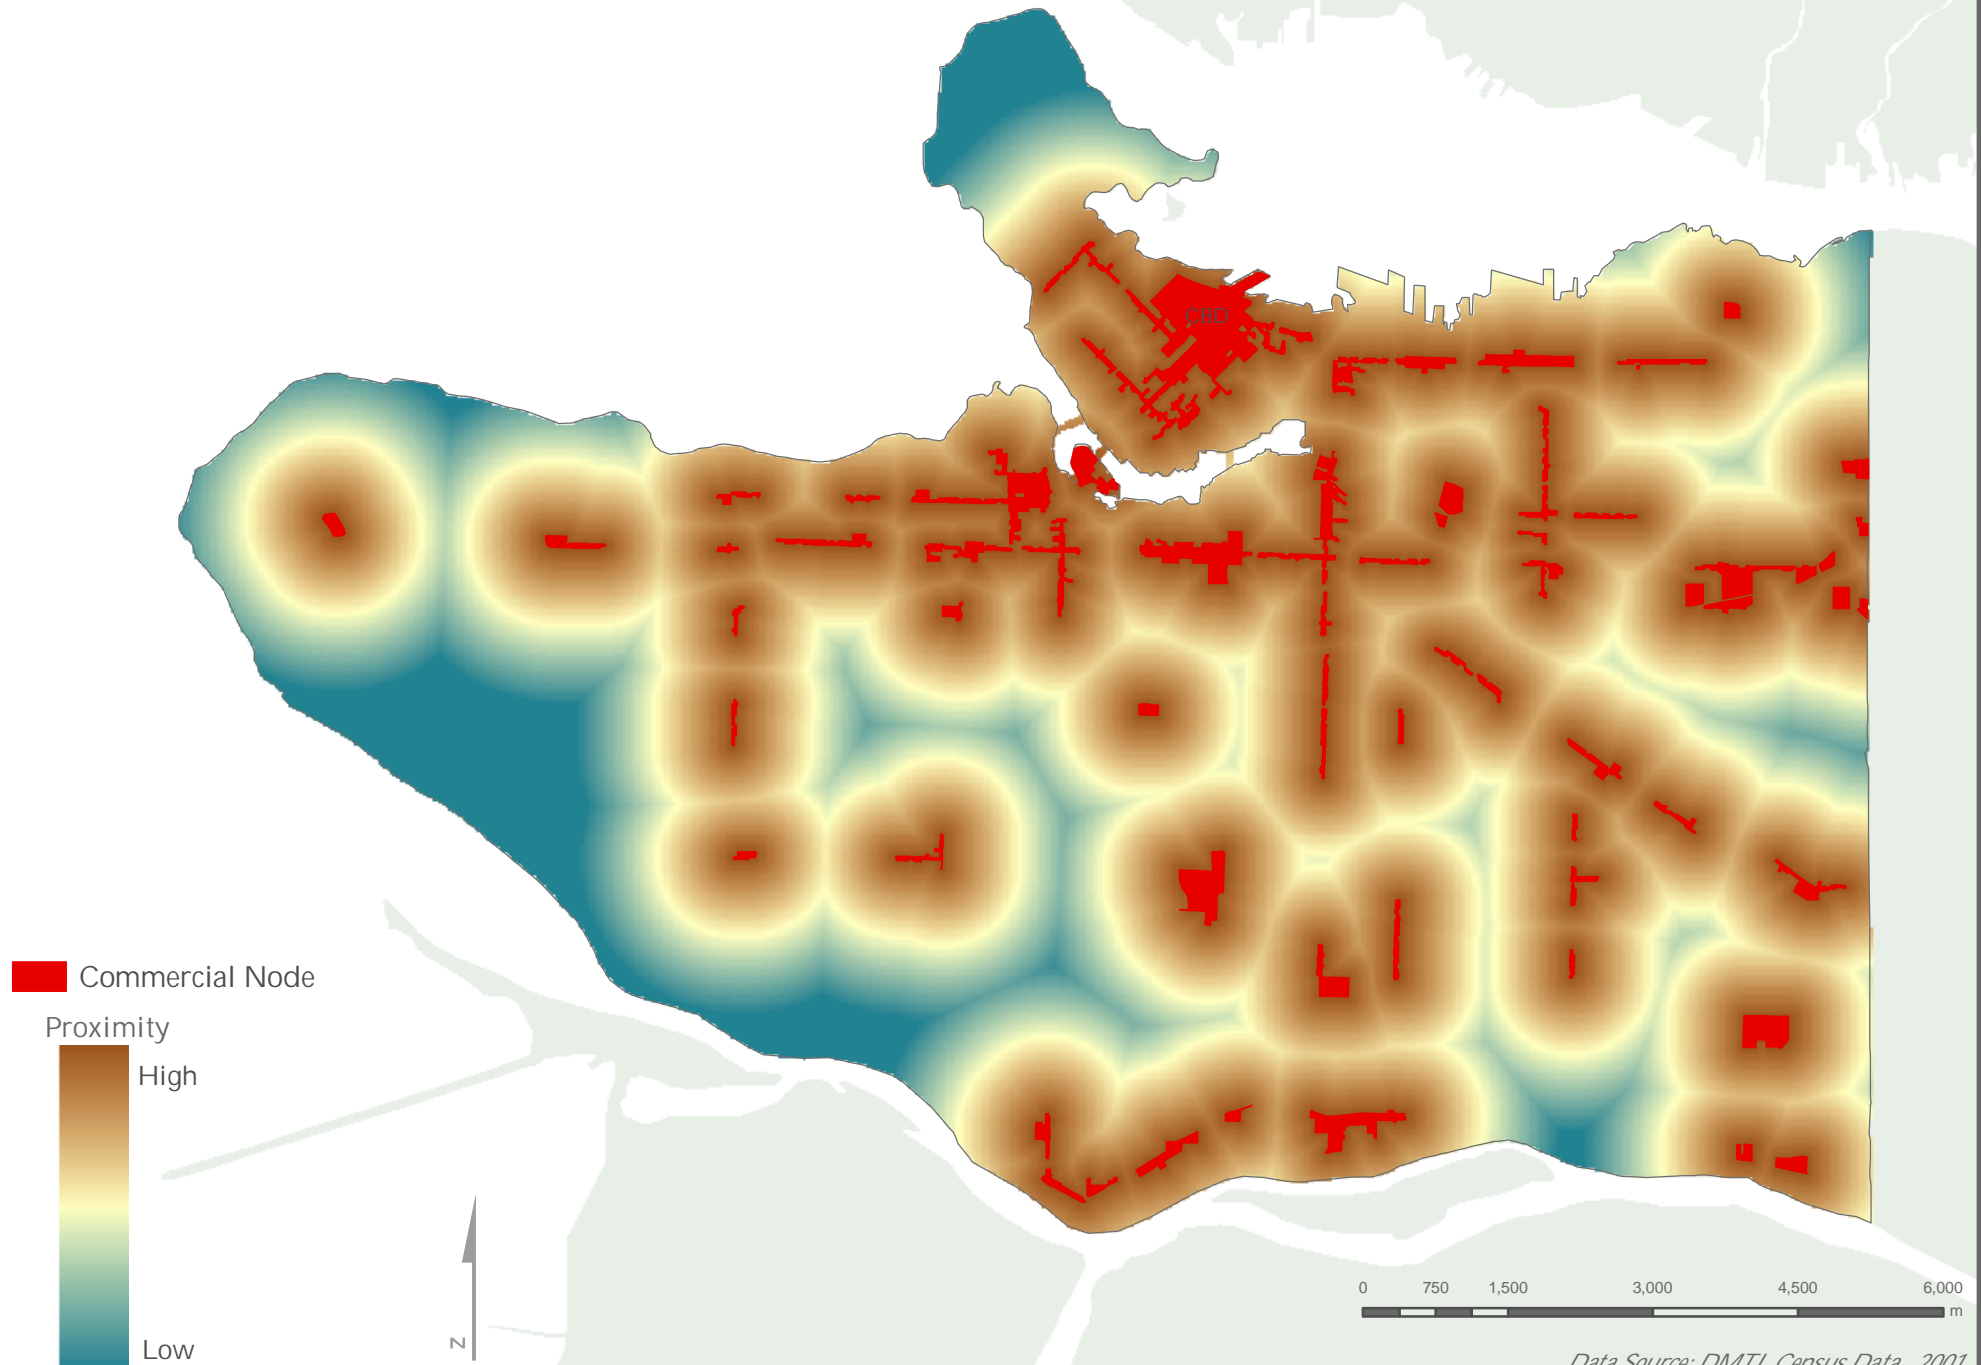 CBD
Commercial Node
Proximity
High
Low
N
0 750 1,500 3,000 4,500 6,000
m
Data Source: DMTI, Census Data, 2001